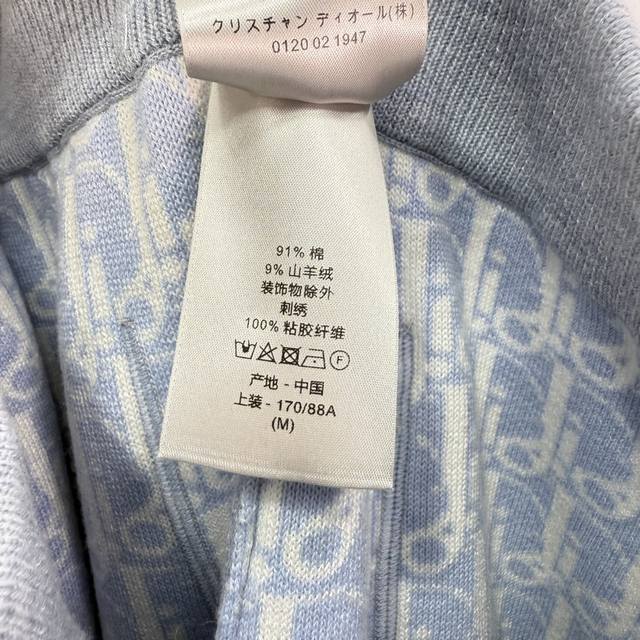 クリスチャン ディオール(株)
0120 02 1947
91% 棉
9% 山羊绒
装饰物除外
刺绣
100% 粘胶纤维
F
产地 - 中国
上装 - 170/88A
(M)